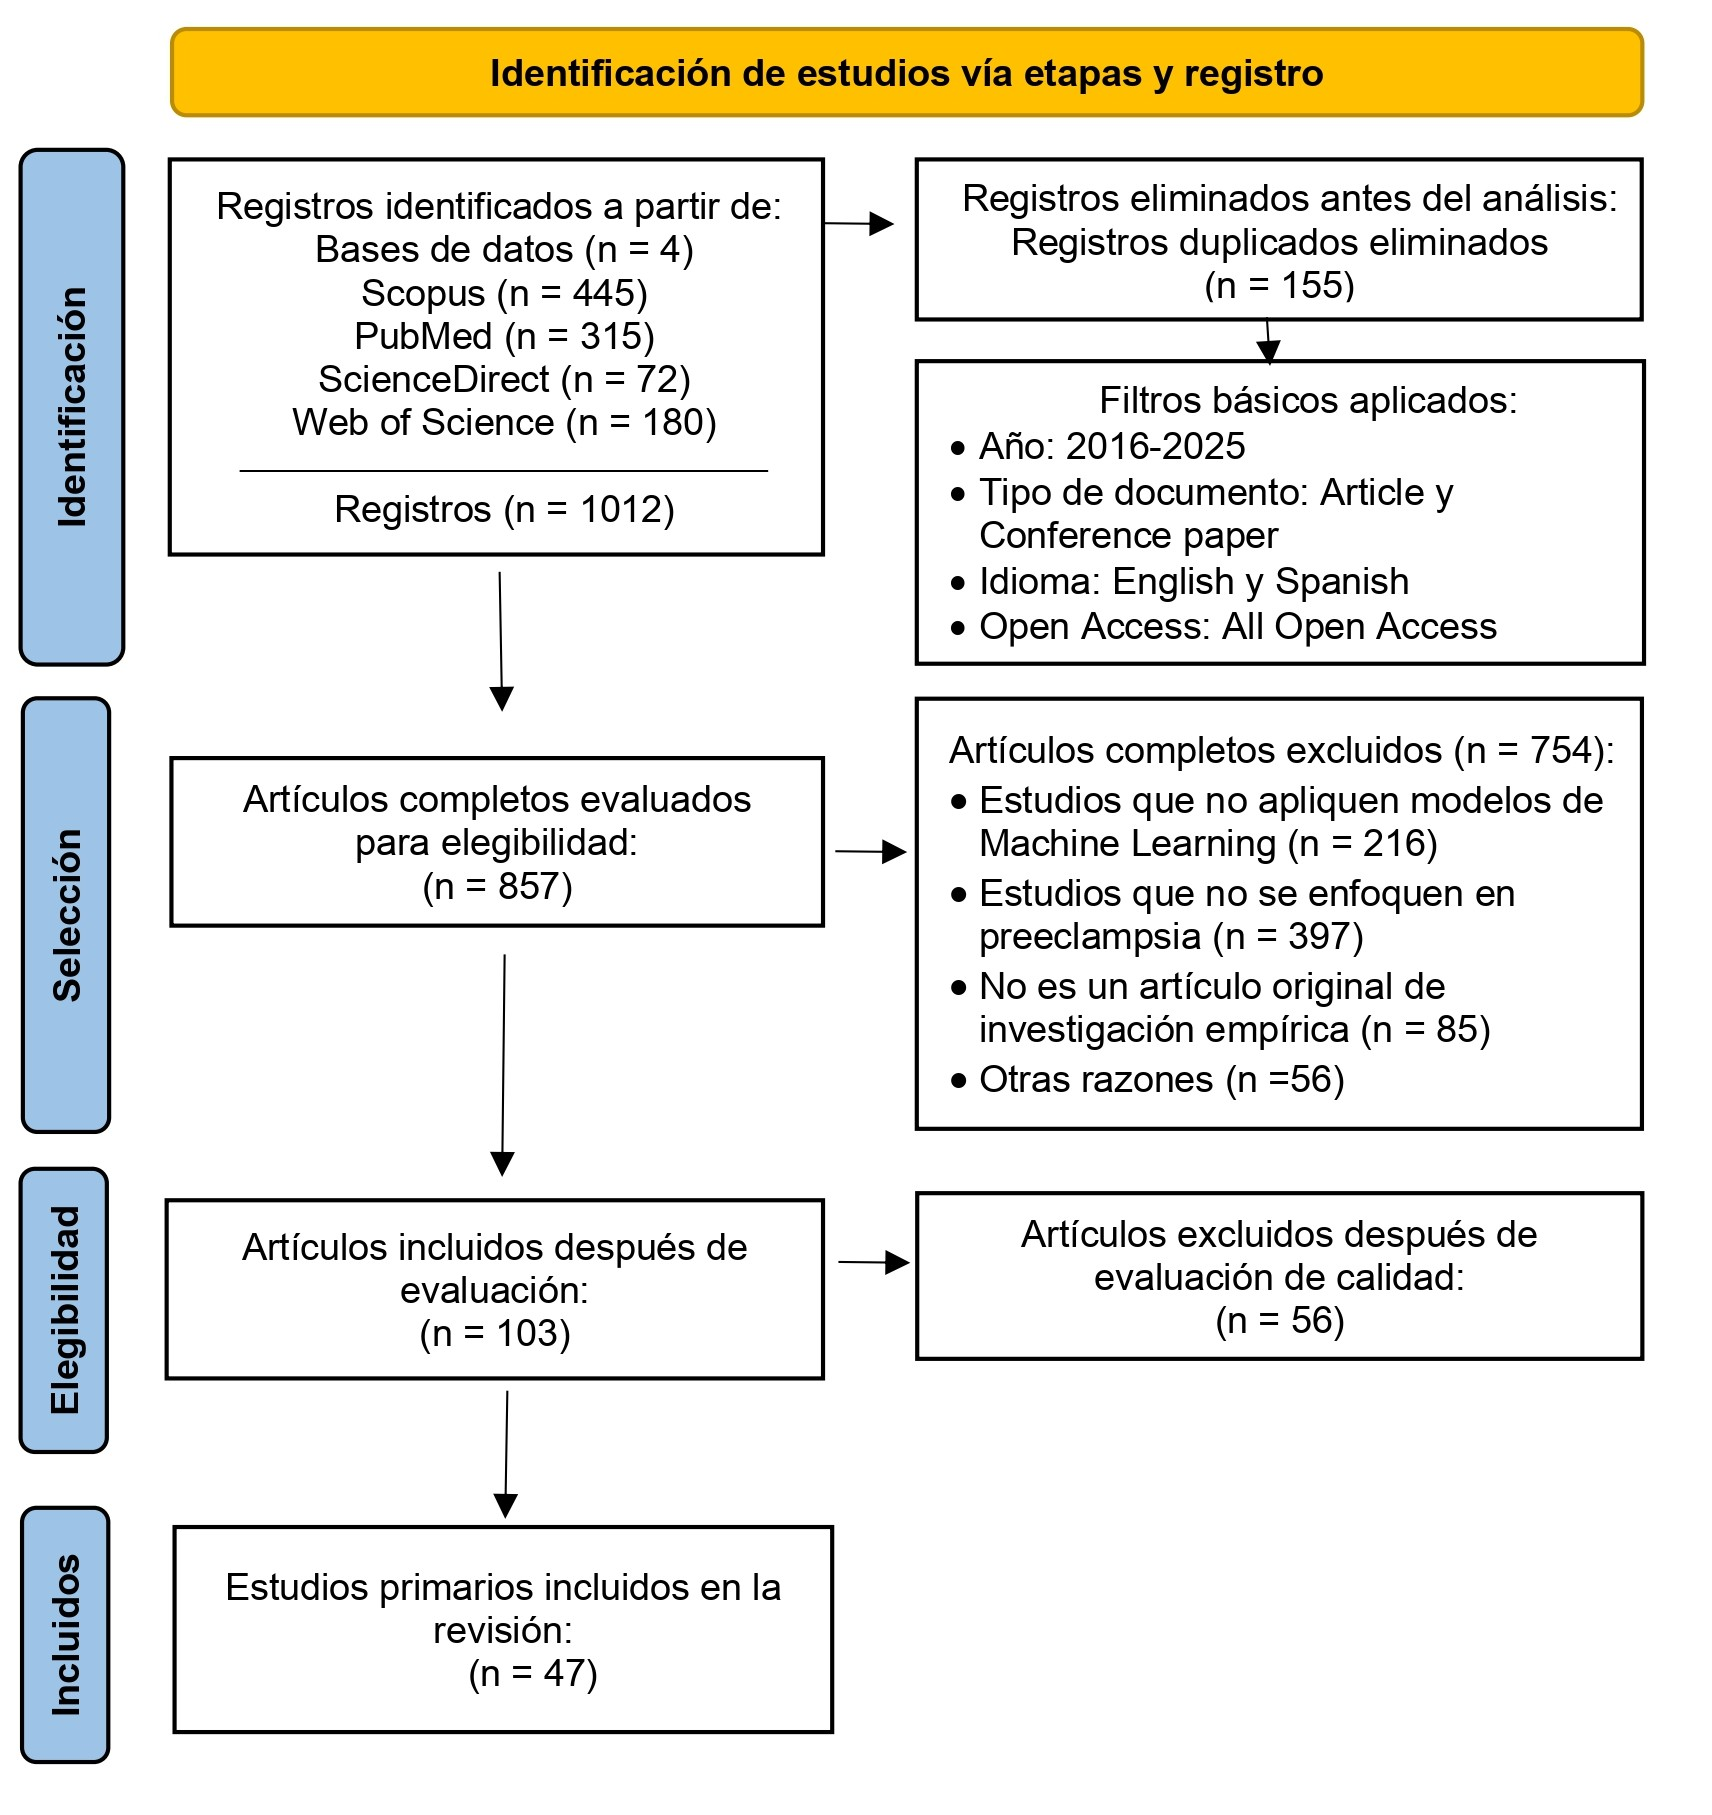 Identificación de estudios vía etapas y registro
Identificación
Registros identificados a partir de:
Bases de datos (n = 4)
Scopus (n = 445)
PubMed (n = 315)
ScienceDirect (n = 72)
Web of Science (n = 180)
Registros (n = 1012)
Registros eliminados antes del análisis:
Registros duplicados eliminados
(n = 155)
Filtros básicos aplicados:
• Año: 2016-2025
• Tipo de documento: Article y
Conference paper
• Idioma: English y Spanish
• Open Access: All Open Access
Selección
Artículos completos evaluados
para elegibilidad:
(n = 857)
Artículos completos excluidos (n = 754):
• Estudios que no apliquen modelos de
Machine Learning (n = 216)
• Estudios que no se enfoquen en
preeclampsia (n = 397)
• No es un artículo original de
investigación empírica (n = 85)
• Otras razones (n =56)
Elegibilidad
Artículos incluidos después de
evaluación:
(n = 103)
Artículos excluidos después de
evaluación de calidad:
(n = 56)
Incluidos
Estudios primarios incluidos en la
revisión:
(n = 47)